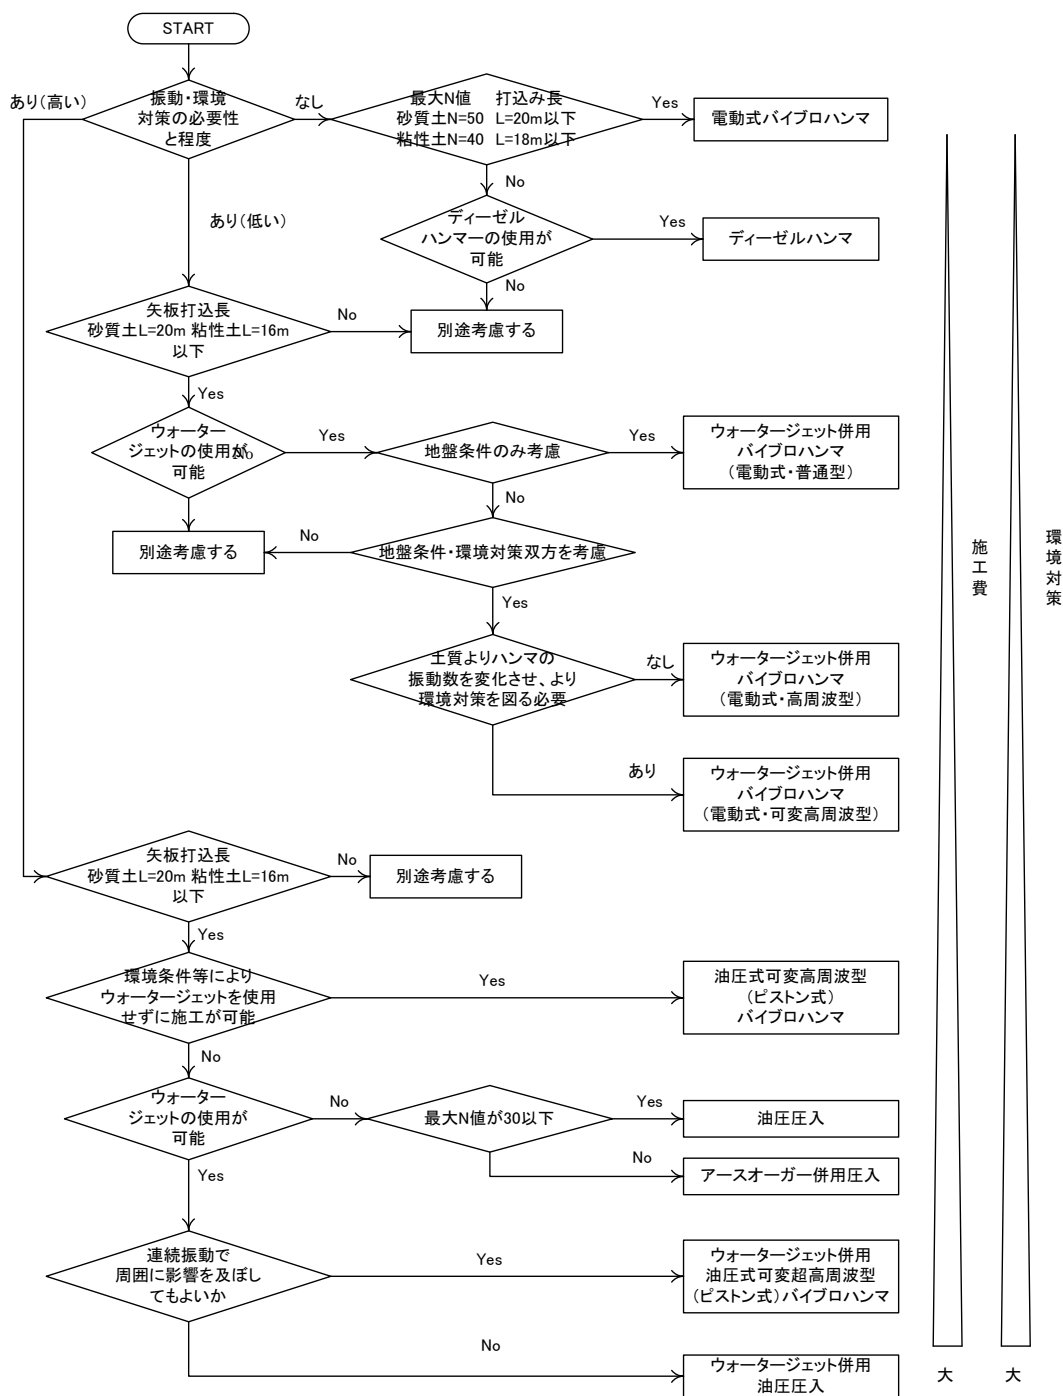 START
あり（高い）
振動・環境
対策の必要性
と程度
なし
最大N値　打込み長
砂質土N=50 L=20m以下
粘性土N=40 L=18m以下
Yes
電動式バイブロハンマ
No
あり（低い）
ディーゼル
ハンマーの使用が
可能
Yes
ディーゼルハンマ
No
矢板打込長
砂質土L=20m 粘性土L=16m
以下
No
別途考慮する
Yes
ウォーター
ジェットの使用が
可能
No
Yes
地盤条件のみ考慮
Yes
ウォータージェット併用
バイブロハンマ
（電動式・普通型）
No
別途考慮する
No
地盤条件・環境対策双方を考慮
Yes
土質よりハンマの
振動数を変化させ、より
環境対策を図る必要
なし
ウォータージェット併用
バイブロハンマ
（電動式・高周波型）
あり
ウォータージェット併用
バイブロハンマ
（電動式・可変高周波型）
矢板打込長
砂質土L=20m 粘性土L=16m
以下
No
別途考慮する
Yes
環境条件等により
ウォータージェットを使用
せずに施工が可能
Yes
油圧式可変高周波型
（ピストン式）
バイブロハンマ
No
ウォーター
ジェットの使用が
可能
No
最大N値が30以下
Yes
油圧圧入
No
アースオーガー併用圧入
Yes
連続振動で
周囲に影響を及ぼし
てもよいか
Yes
ウォータージェット併用
油圧式可変超高周波型
（ピストン式）バイブロハンマ
No
ウォータージェット併用
油圧圧入
施工費
環境対策
大
大